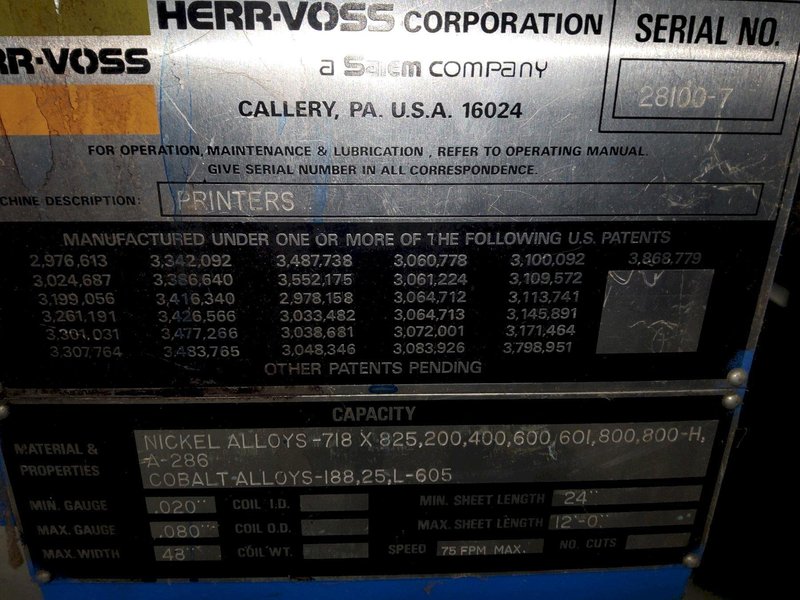 HERR-VOSS CORPORATION
RR-VOSS
a Salem company
CALLERY, PA. U.S.A. 16024
SERIAL NO.
28100-7
FOR OPERATION, MAINTENANCE & LUBRICATION , REFER TO OPERATING MANUAL.
GIVE SERIAL NUMBER IN ALL CORRESPONDENCE.
CHINE DESCRIPTION: PRINTERS
MANUFACTURED UNDER ONE OR MORE OF THE FOLLOWING U.S. PATENTS
2,976,613 3,342,092 3,487,738 3,060,778 3,100,092 3,868,779
3,024,687 3,386,640 3,552,175 3,061,224 3,109,572
3,199,056 3,416,340 2,978,158 3,064,712 3,113,741
3,261,191 3,426,566 3,033,482 3,064,713 3,145,891
3,301,031 3,477,266 3,038,681 3,072,001 3,171,464
3,307,764 3,483,765 3,048,346 3,083,926 3,798,951
OTHER PATENTS PENDING
CAPACITY
MATERIAL & PROPERTIES
NICKEL ALLOYS-718 X 825,200,400,600,601,800,800-H,
A-286
COBALT ALLOYS-188,25,L-605
MIN. GAUGE .020" COIL I.D. MIN. SHEET LENGTH 24"
MAX. GAUGE .080" COIL O.D. MAX. SHEET LENGTH 12'-0"
MAX. WIDTH 48" COIL WT. SPEED 75 FPM MAX. NO. CUTS